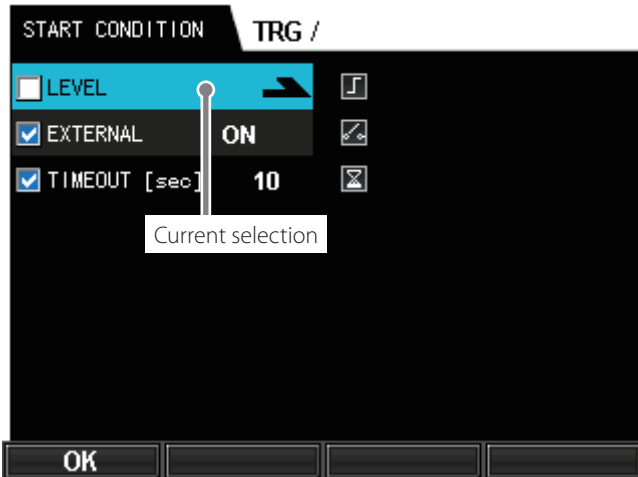 START CONDITION TRG /
LEVEL
EXTERNAL ON
TIMEOUT [sec] 10
Current selection
OK